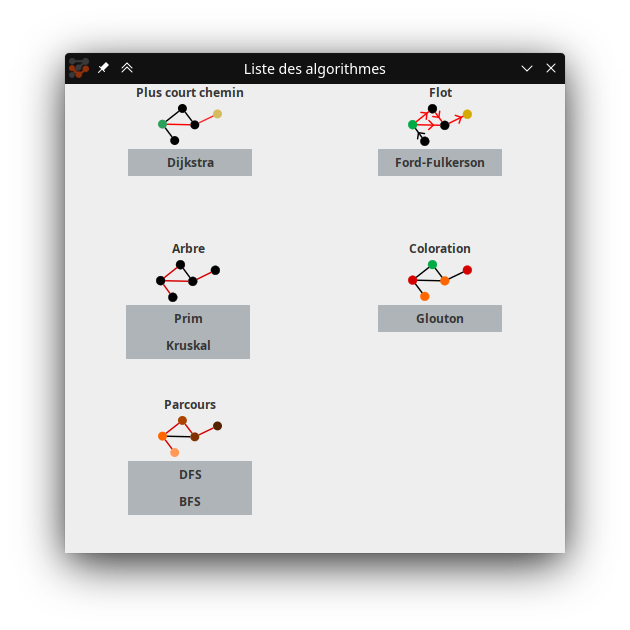 Liste des algorithmes
Plus court chemin
Dijkstra
Flot
Ford-Fulkerson
Arbre
Prim
Kruskal
Coloration
Glouton
Parcours
DFS
BFS